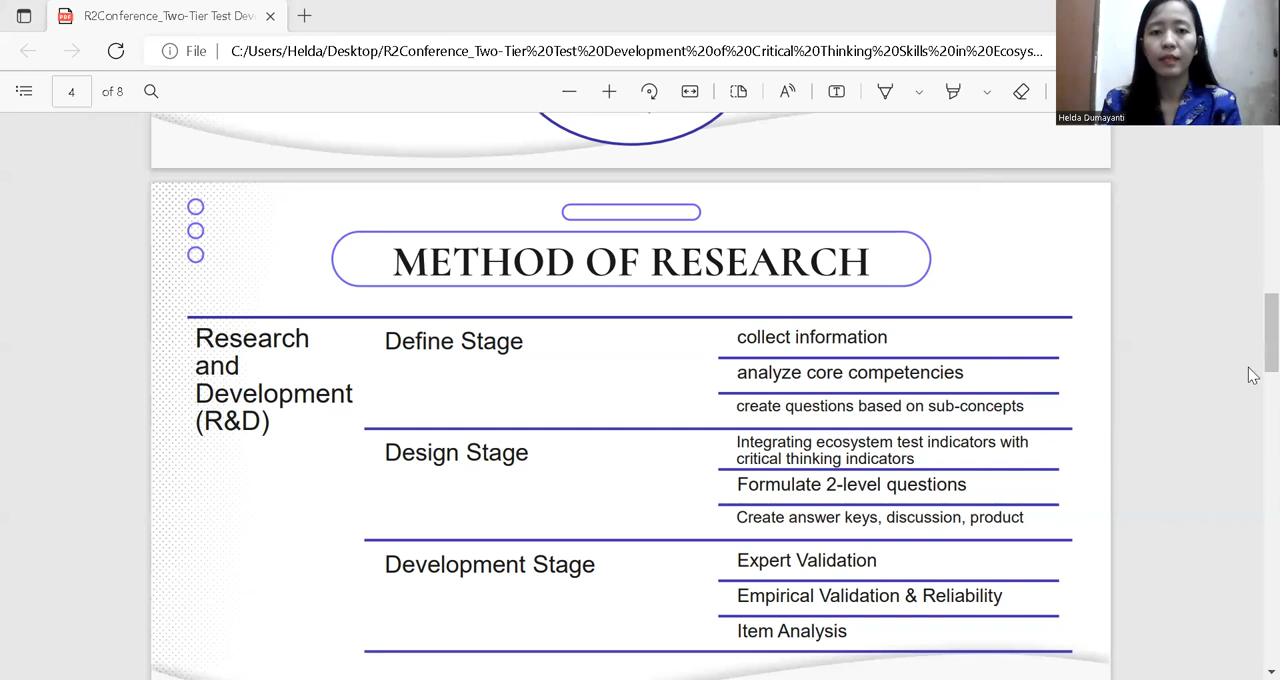 R2Conference_Two-Tier Test Dev
File
C:/Users/Helda/Desktop/R2Conference_Two-Tier%20Test%20Development%20of%20Critical%20Thinking%20Skills%20in%20Ecosys...
4 of 8
Helda Dumayanti
METHOD OF RESEARCH
Research
and
Development
(R&D)
Define Stage
collect information
analyze core competencies
create questions based on sub-concepts
Design Stage
Integrating ecosystem test indicators with
critical thinking indicators
Formulate 2-level questions
Create answer keys, discussion, product
Development Stage
Expert Validation
Empirical Validation & Reliability
Item Analysis